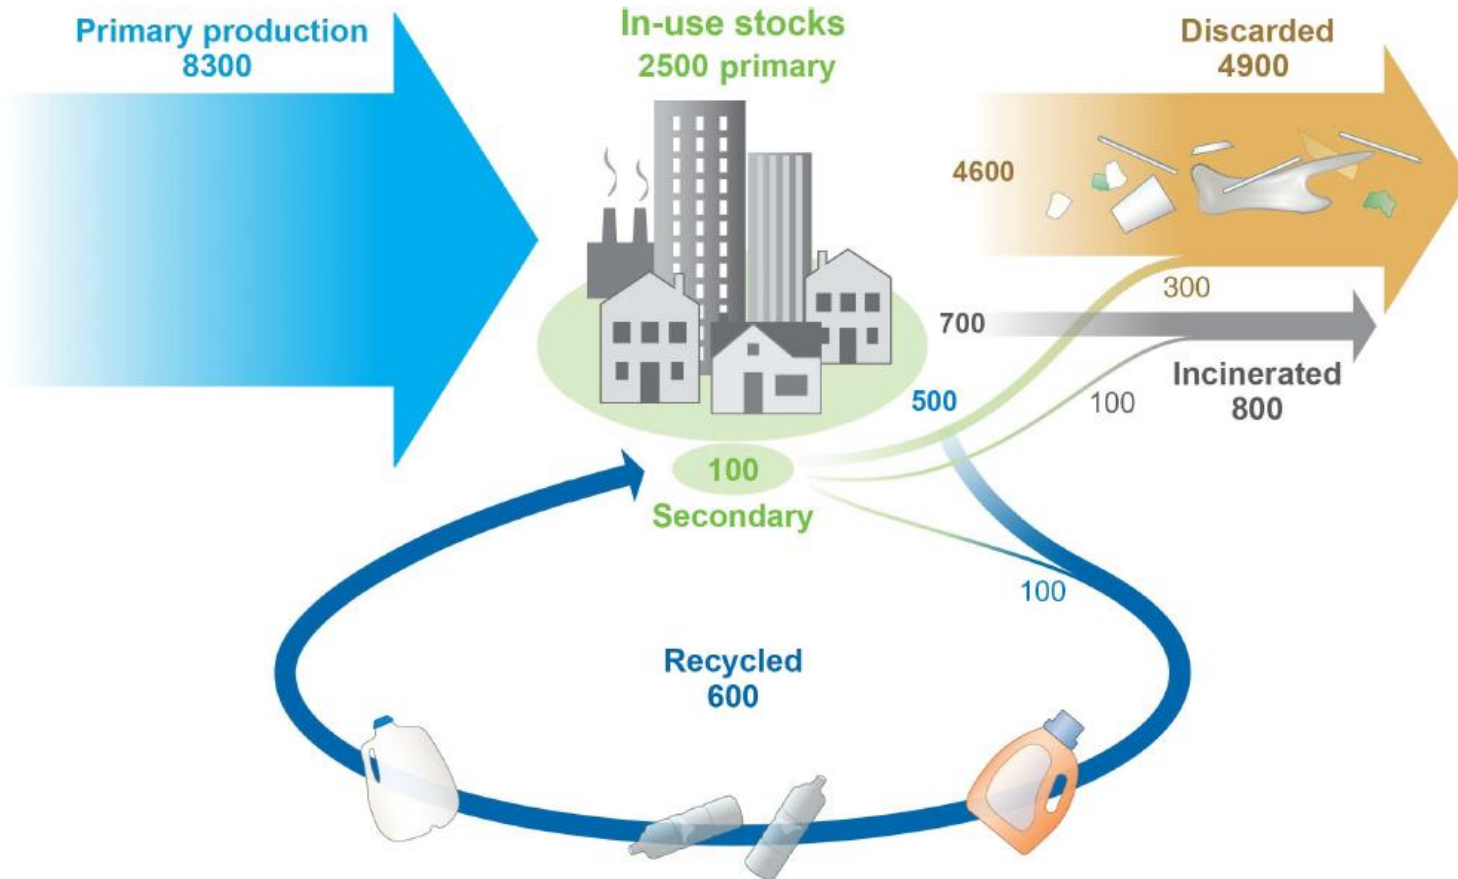 Primary production
8300
In-use stocks
2500 primary
Discarded
4900
4600
300
700
Incinerated
800
100
500
100
Secondary
100
Recycled
600